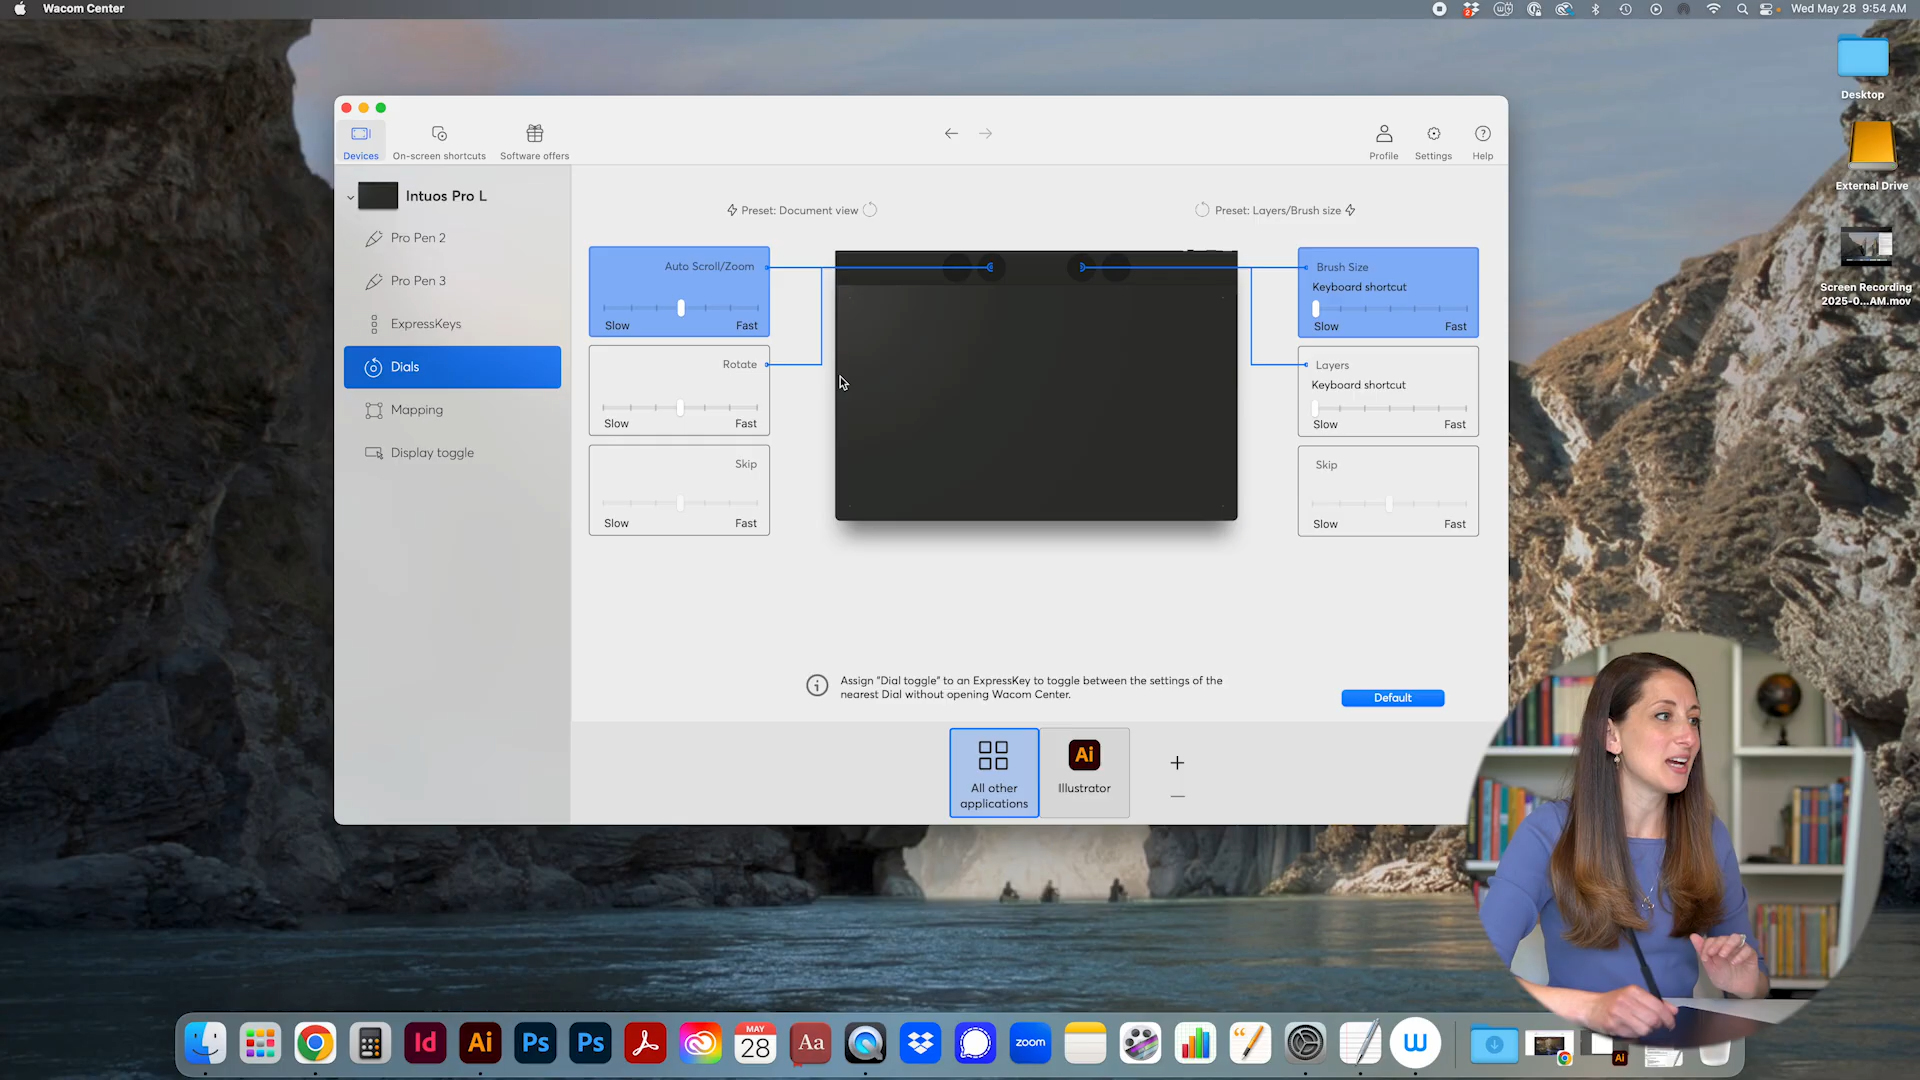 Wacom Center
2
Wed May 28 9:54 AM
Desktop
External Drive
Screen Recording
2025-0...AM.mov
Devices
On-screen shortcuts
Software offers
Profile
Settings
Help
Intuos Pro L
Pro Pen 2
Pro Pen 3
ExpressKeys
Dials
Mapping
Display toggle
Preset: Document view
Preset: Layers/Brush size
Auto Scroll/Zoom
Slow Fast
Rotate
Slow Fast
Skip
Slow Fast
Brush Size
Keyboard shortcut
Slow Fast
Layers
Keyboard shortcut
Slow Fast
Skip
Slow Fast
Assign "Dial toggle" to an ExpressKey to toggle between the settings of the
nearest Dial without opening Wacom Center.
Default
Ai
All other
applications
Illustrator
Id
Ai
Ps
Ps
MAY
28
Aa
zoom
W
Ai